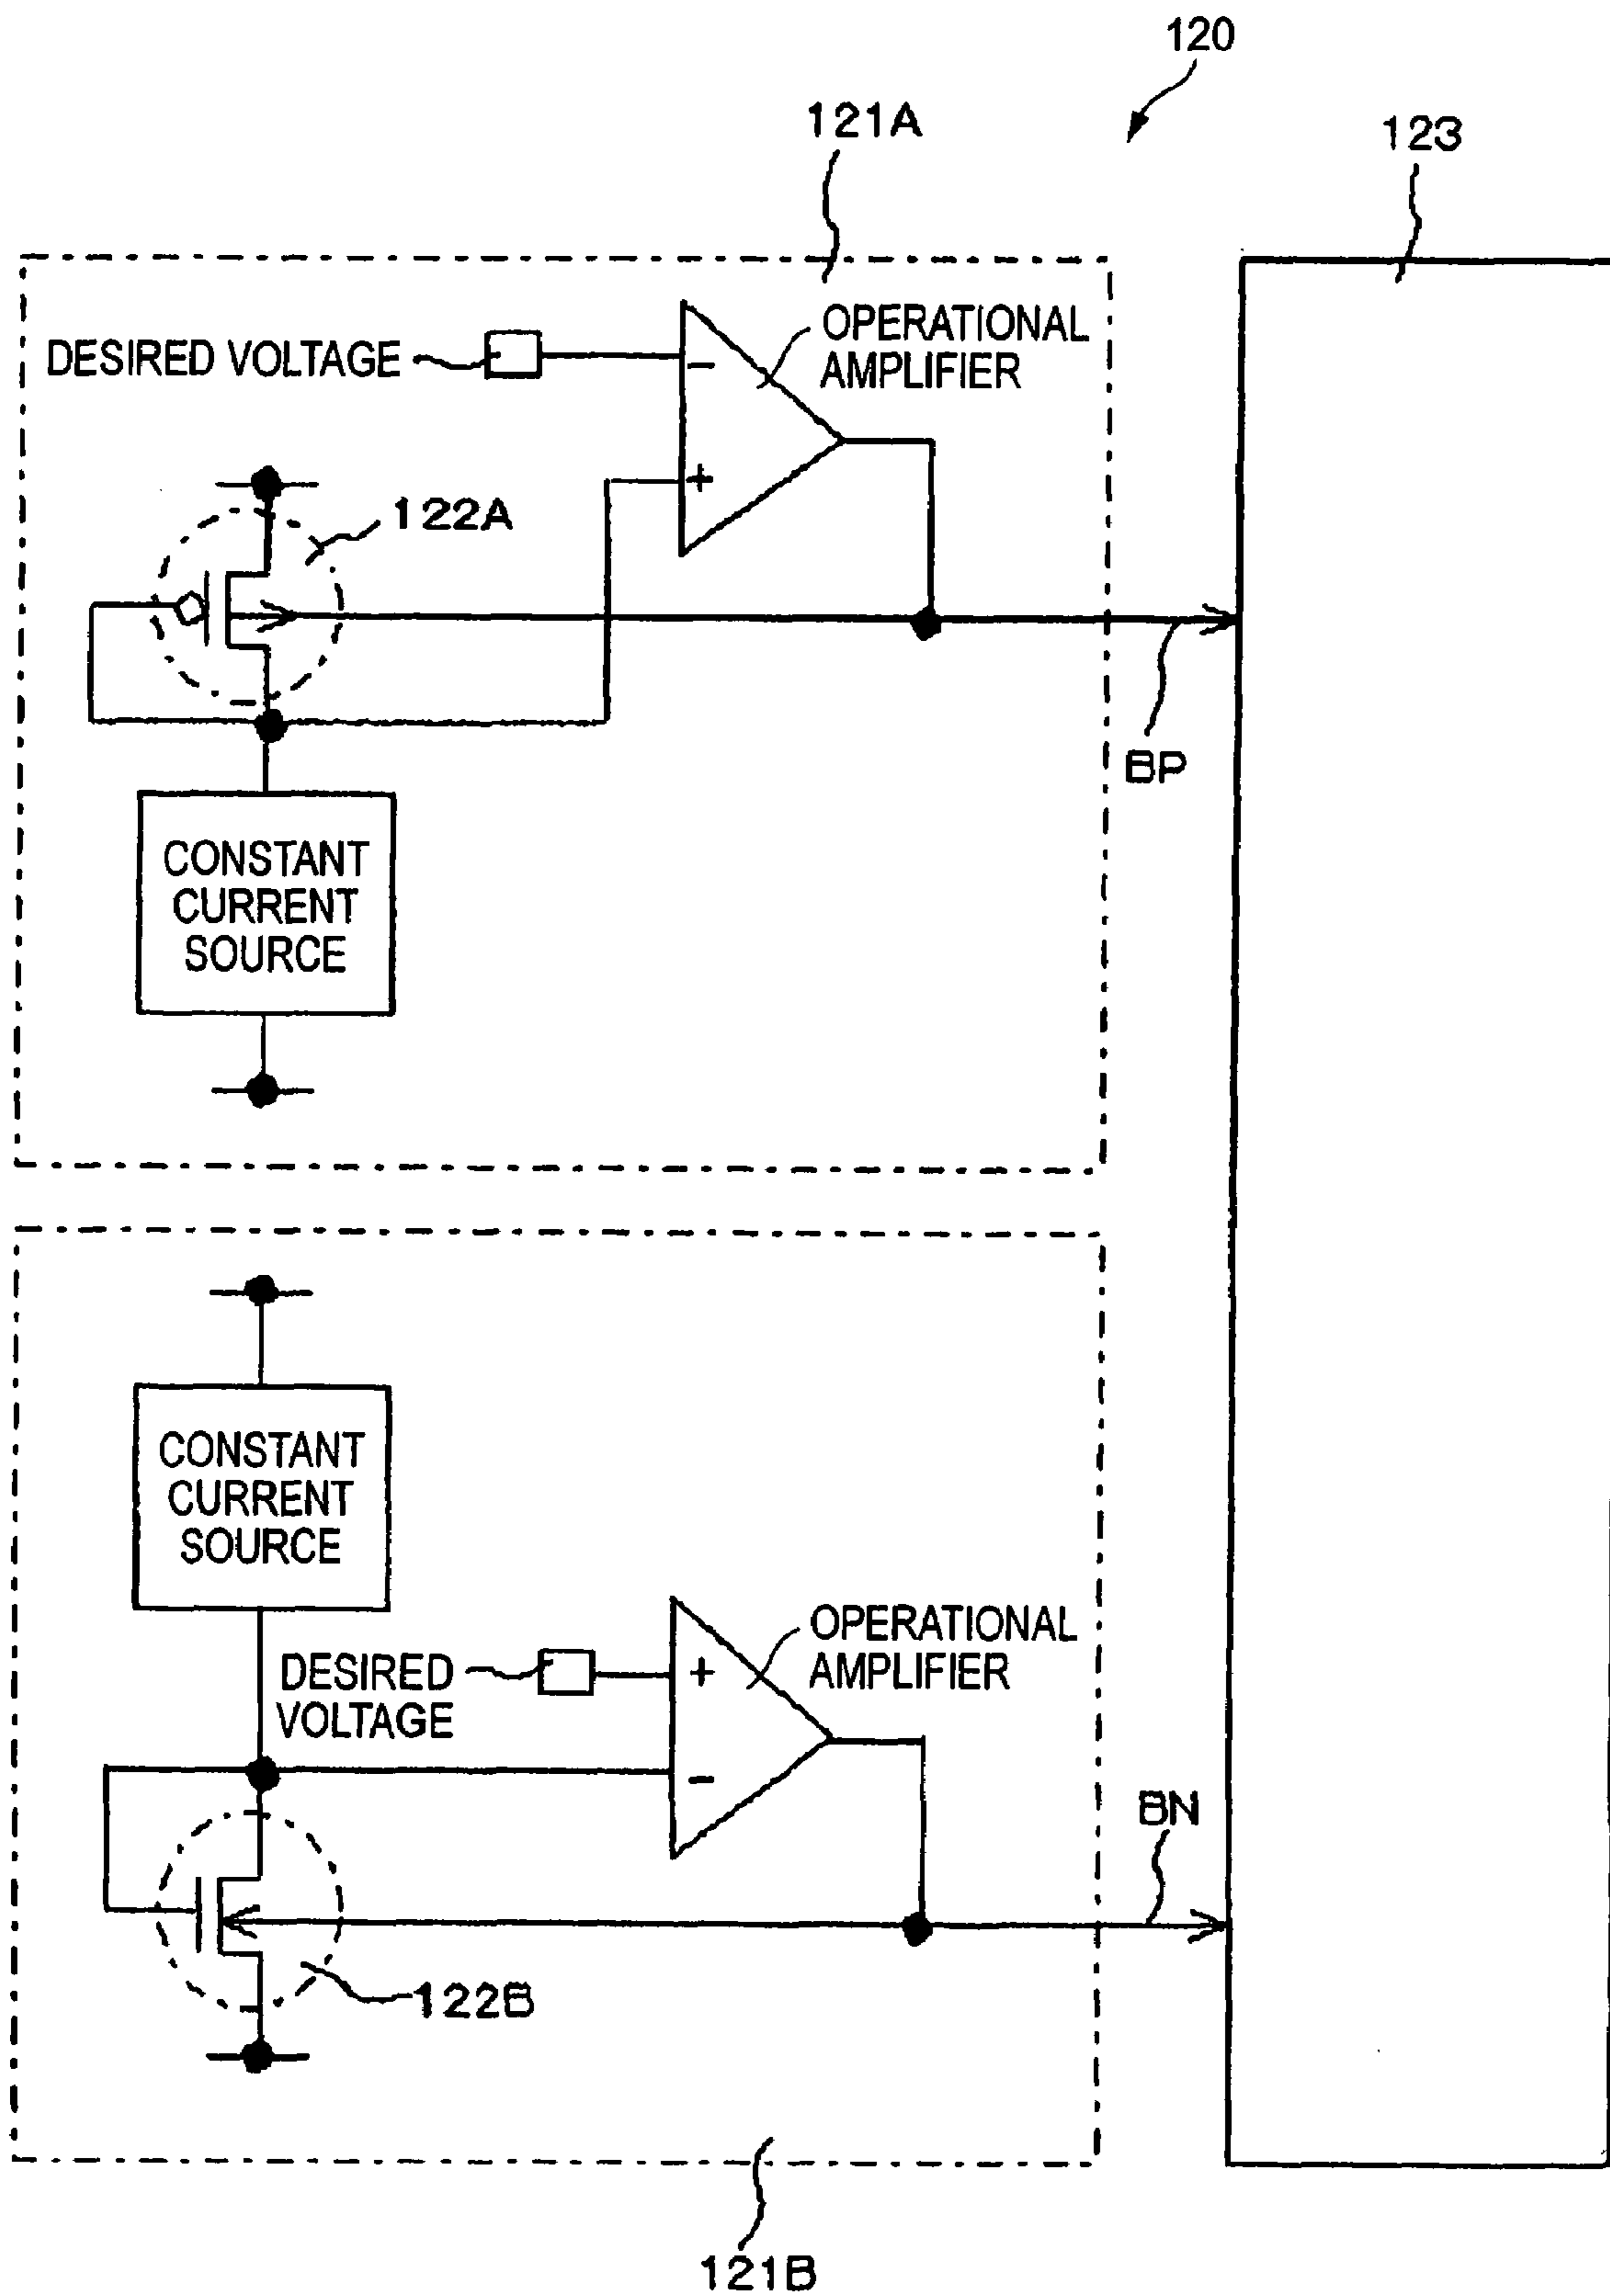 120
121A
123
DESIRED VOLTAGE
-
OPERATIONAL
AMPLIFIER
+
122A
BP
CONSTANT
CURRENT
SOURCE
CONSTANT
CURRENT
SOURCE
DESIRED
VOLTAGE
+
OPERATIONAL
AMPLIFIER
-
BN
122B
121B